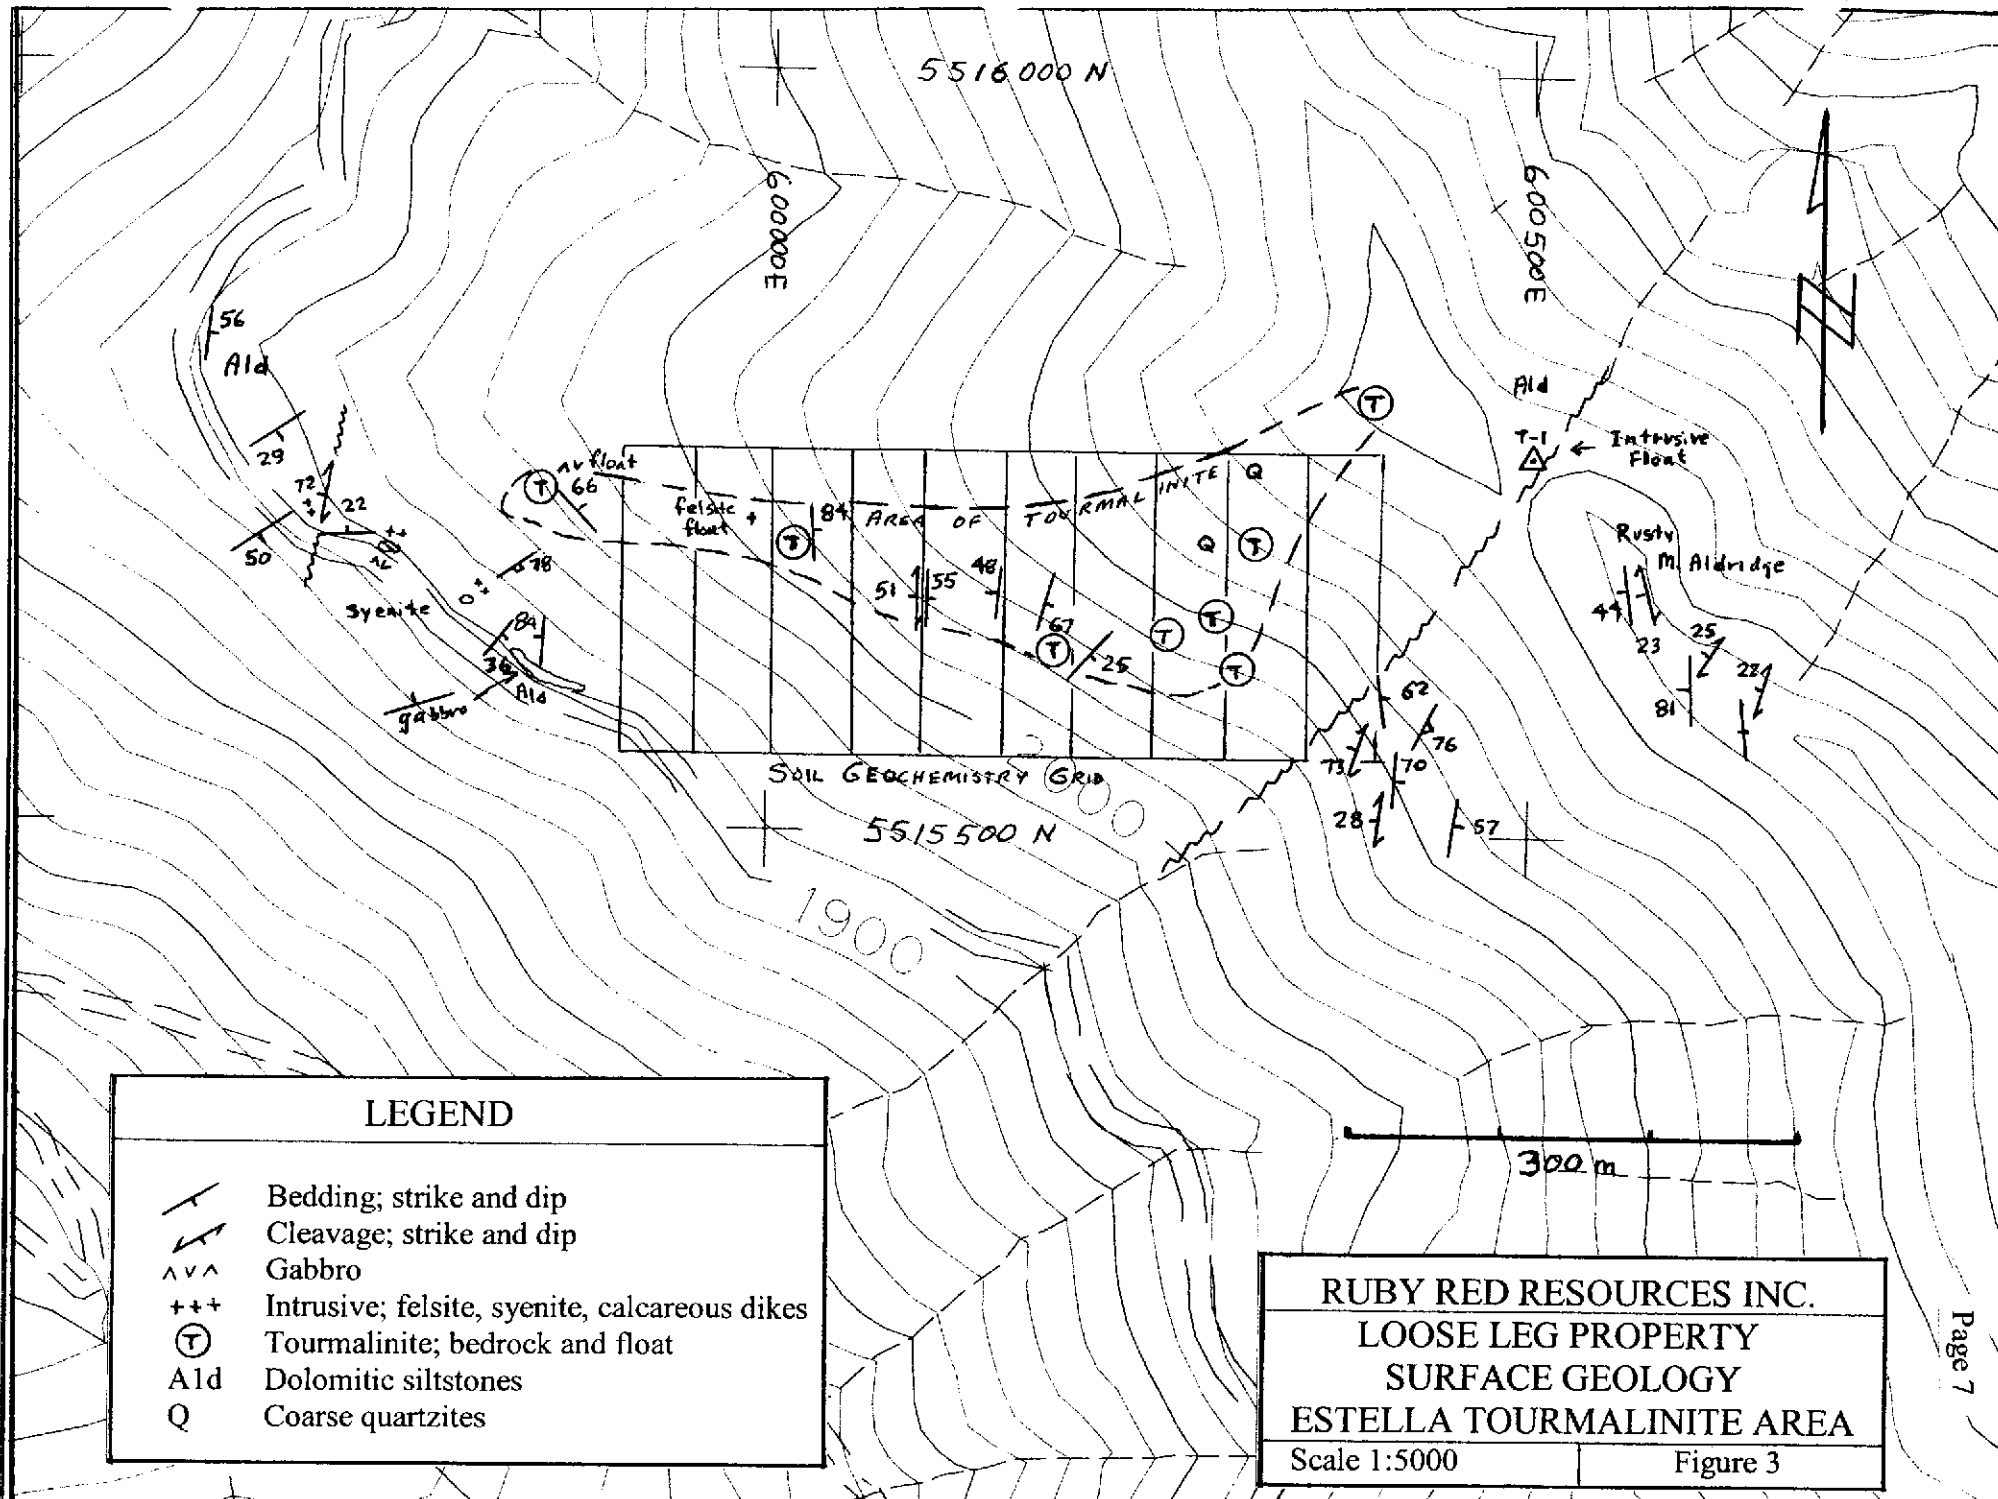 5516000 N
600000E
600500E
56
Ald
29
72
22
50
Syenite
78
84
36
Ald
gabbro
float
66
felsite
float
84
AREA OF TOURMALINITE
Q
Q
T
T
T
T
T
T
T
T
51
55
48
67
25
Ald
T-1
Intrusive
Float
Rusty
M. Aldridge
44
23
25
22
81
62
76
73
70
28
57
SOIL GEOCHEMISTRY GRID
2000
5515500 N
1900
300 m
LEGEND
Bedding; strike and dip
Cleavage; strike and dip
Gabbro
+++ Intrusive; felsite, syenite, calcareous dikes
T Tourmalinite; bedrock and float
Ald Dolomitic siltstones
Q Coarse quartzites
RUBY RED RESOURCES INC.
LOOSE LEG PROPERTY
SURFACE GEOLOGY
ESTELLA TOURMALINITE AREA
Scale 1:5000
Figure 3
Page 7